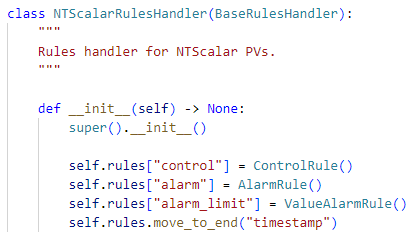 class NTScalarRulesHandler(BaseRulesHandler):
    """
    Rules handler for NTScalar PVs.
    """
    def __init__(self) -> None:
        super().__init__()
        self.rules["control"] = ControlRule()
        self.rules["alarm"] = AlarmRule()
        self.rules["alarm_limit"] = ValueAlarmRule()
        self.rules.move_to_end("timestamp")